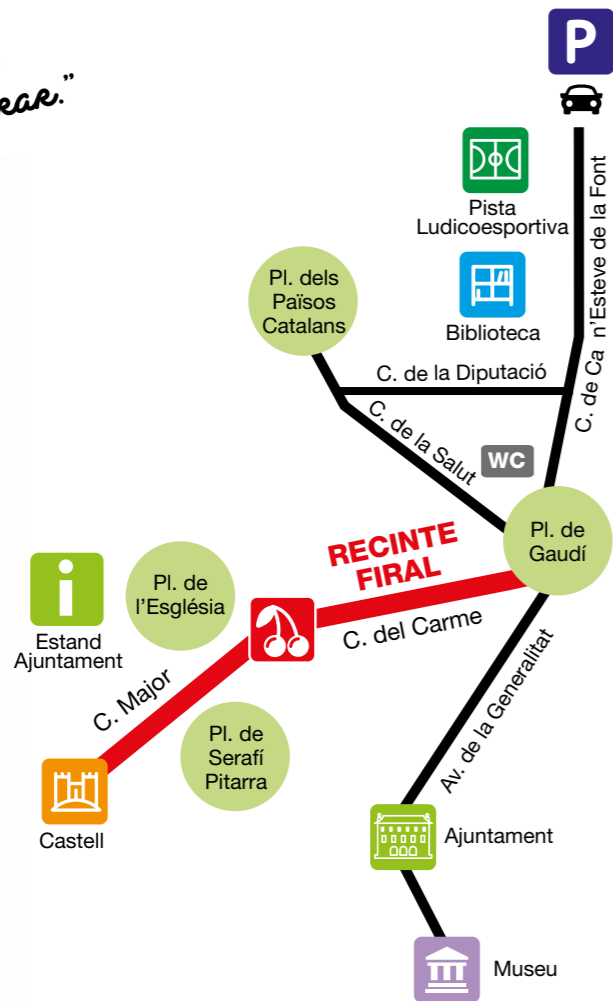 P
Pista
Ludicoesportiva
Pl. dels
Països
Catalans
Biblioteca
C. de Ca n'Esteve de la Font
C. de la Diputació
C. de la Salut
WC
Pl. de
Gaudí
RECINTE
FIRAL
C. del Carme
Pl. de
l'Església
i
Estand
Ajuntament
C. Major
Pl. de
Serafí
Pitarra
Castell
Av. de la Generalitat
Ajuntament
Museu